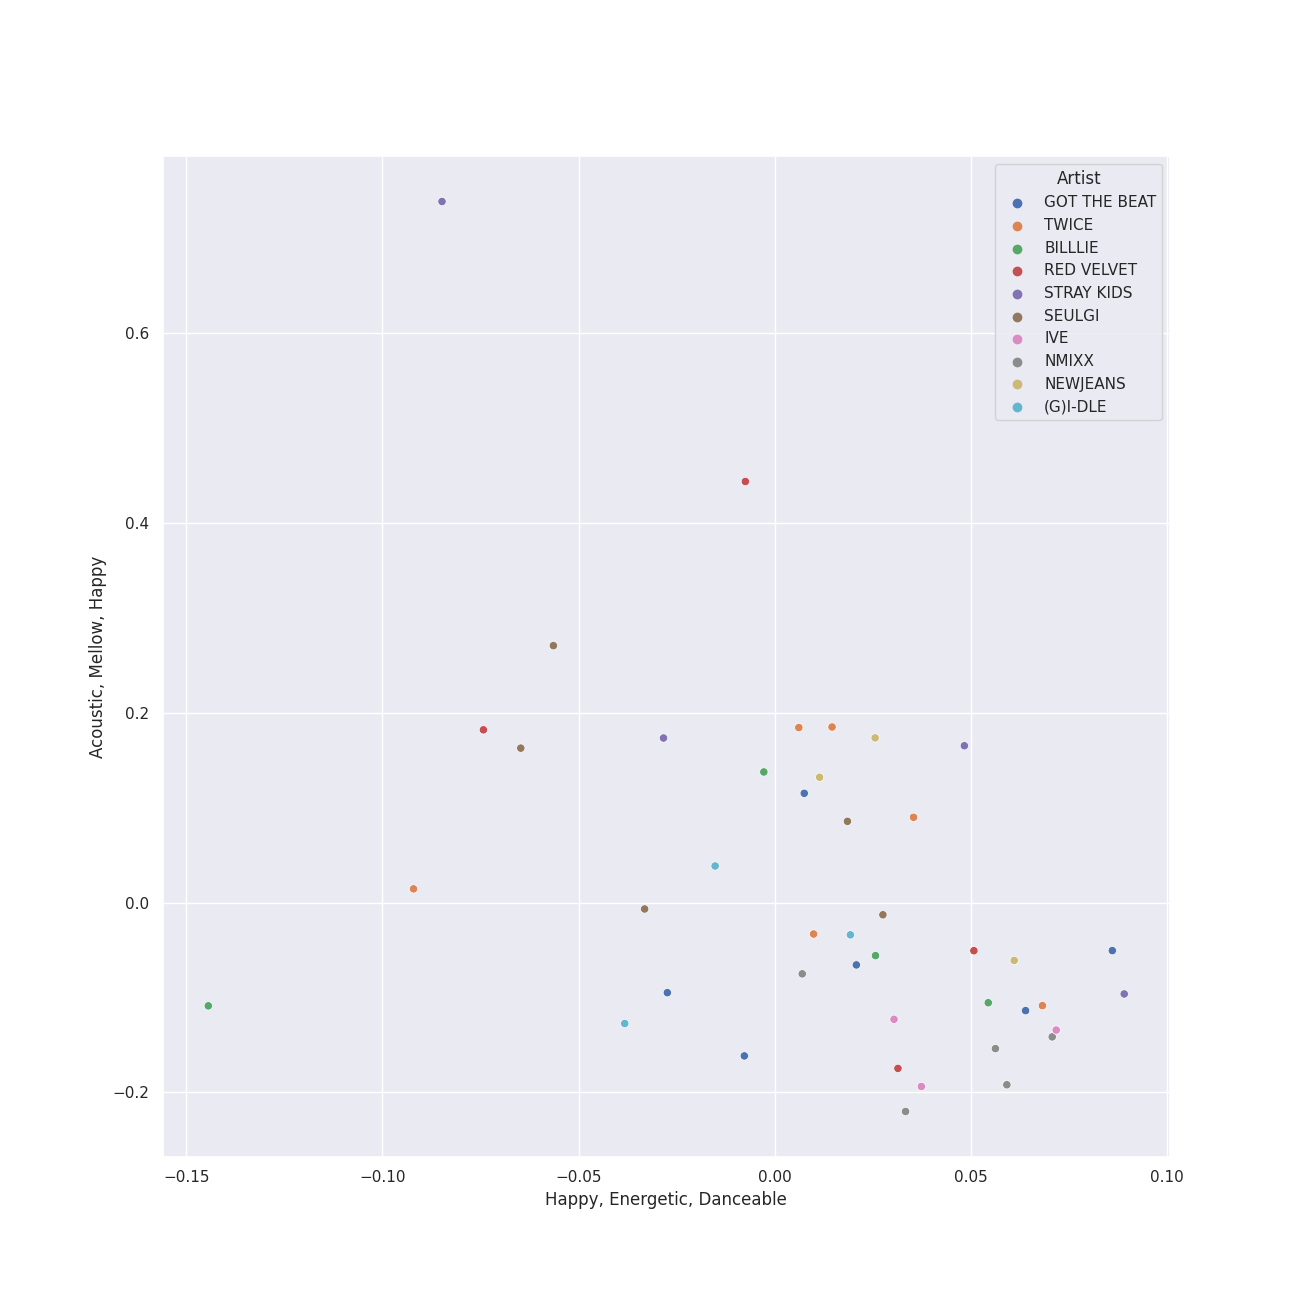 Artist
GOT THE BEAT
TWICE
BILLLIE
RED VELVET
STRAY KIDS
SEULGI
IVE
NMIXX
NEWJEANS
(G)I-DLE
0.6
0.4
0.2
0.0
−0.2
Acoustic, Mellow, Happy
−0.15 −0.10 −0.05 0.00 0.05 0.10
Happy, Energetic, Danceable